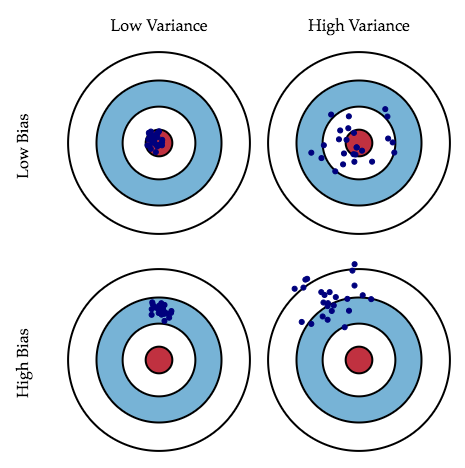 Low Variance
High Variance
Low Bias
High Bias